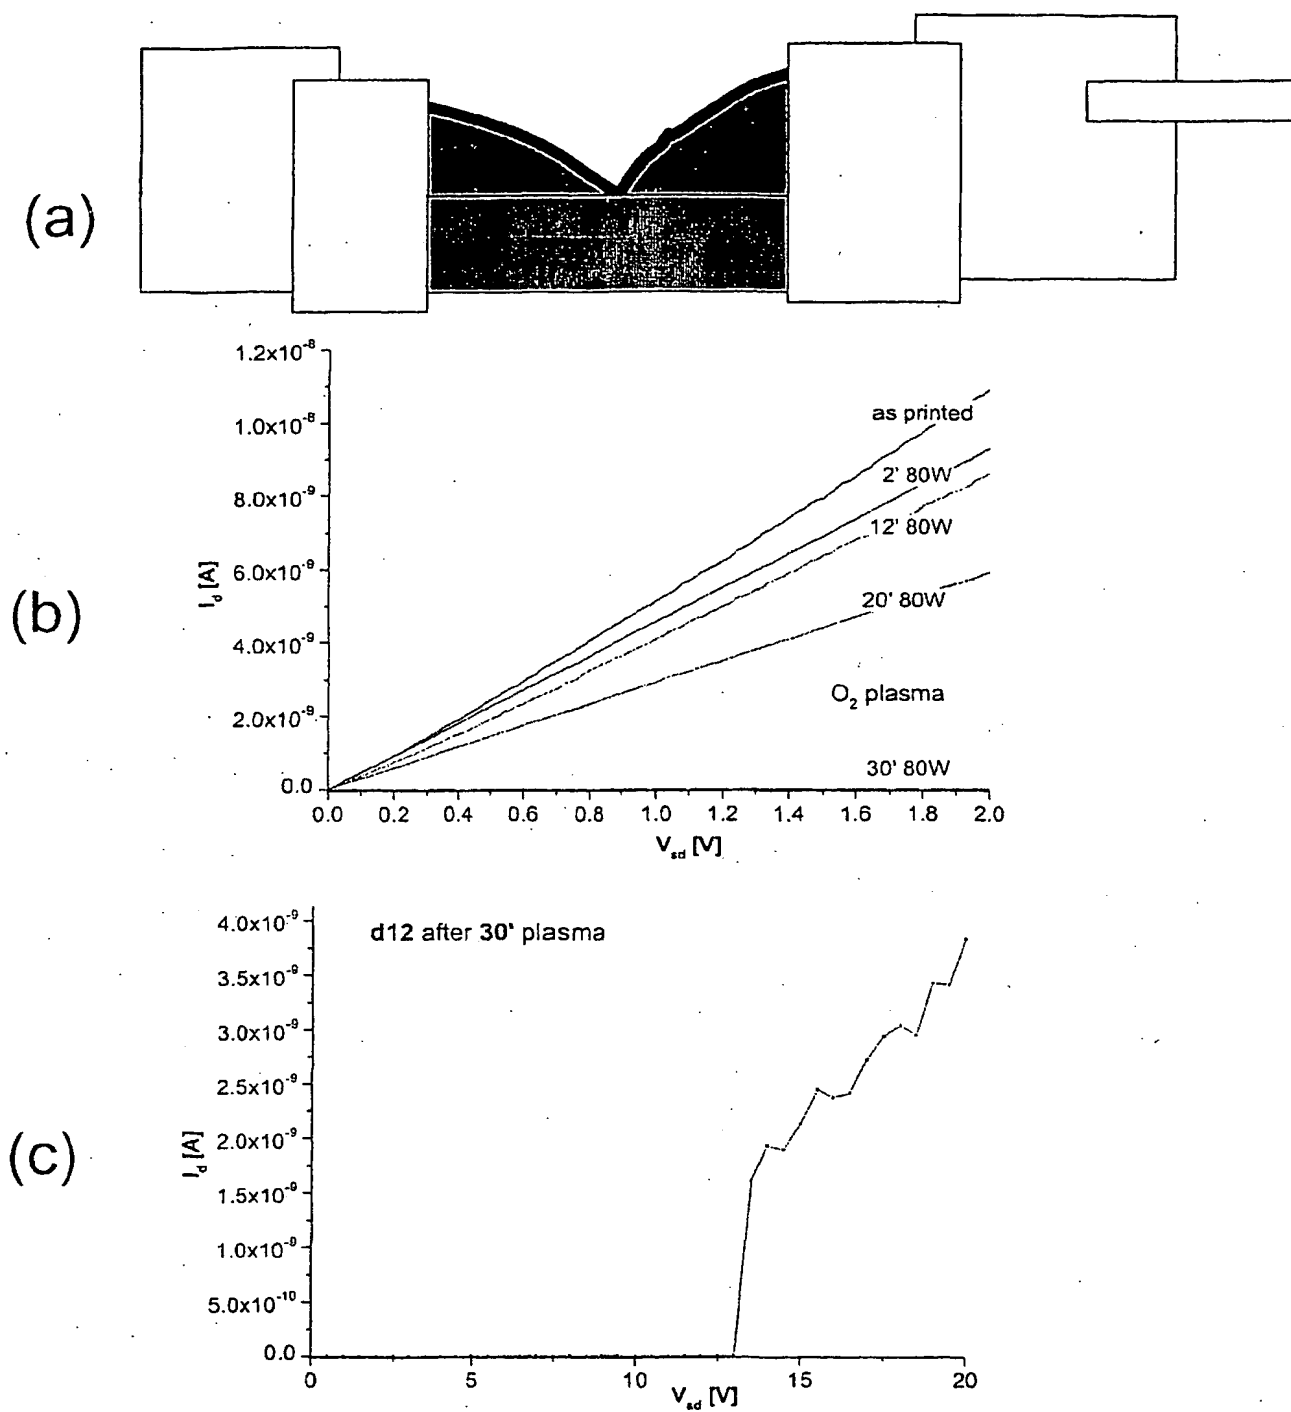 (a)
(b)
1.2x10⁻⁸
1.0x10⁻⁸
8.0x10⁻⁹
6.0x10⁻⁹
4.0x10⁻⁹
2.0x10⁻⁹
0.0
I_d [A]
as printed
2' 80W
12' 80W
20' 80W
O₂ plasma
30' 80W
0.0 0.2 0.4 0.6 0.8 1.0 1.2 1.4 1.6 1.8 2.0
V_sd [V]
(c)
d12 after 30' plasma
4.0x10⁻⁹
3.5x10⁻⁹
3.0x10⁻⁹
2.5x10⁻⁹
2.0x10⁻⁹
1.5x10⁻⁹
1.0x10⁻⁹
5.0x10⁻¹⁰
0.0
I_d [A]
0 5 10 15 20
V_sd [V]